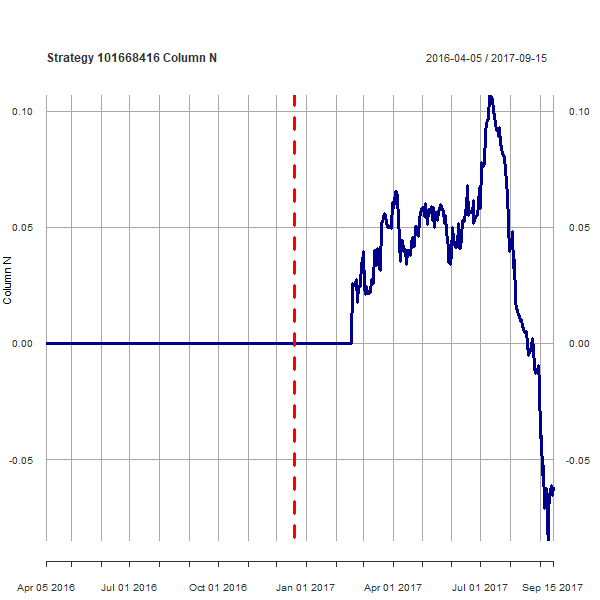 Strategy 101668416 Column N
2016-04-05 / 2017-09-15
0.10 0.10
0.05 0.05
0.00 0.00
-0.05 -0.05
Column N
Apr 05 2016 Jul 01 2016 Oct 01 2016 Jan 01 2017 Apr 01 2017 Jul 01 2017 Sep 15 2017